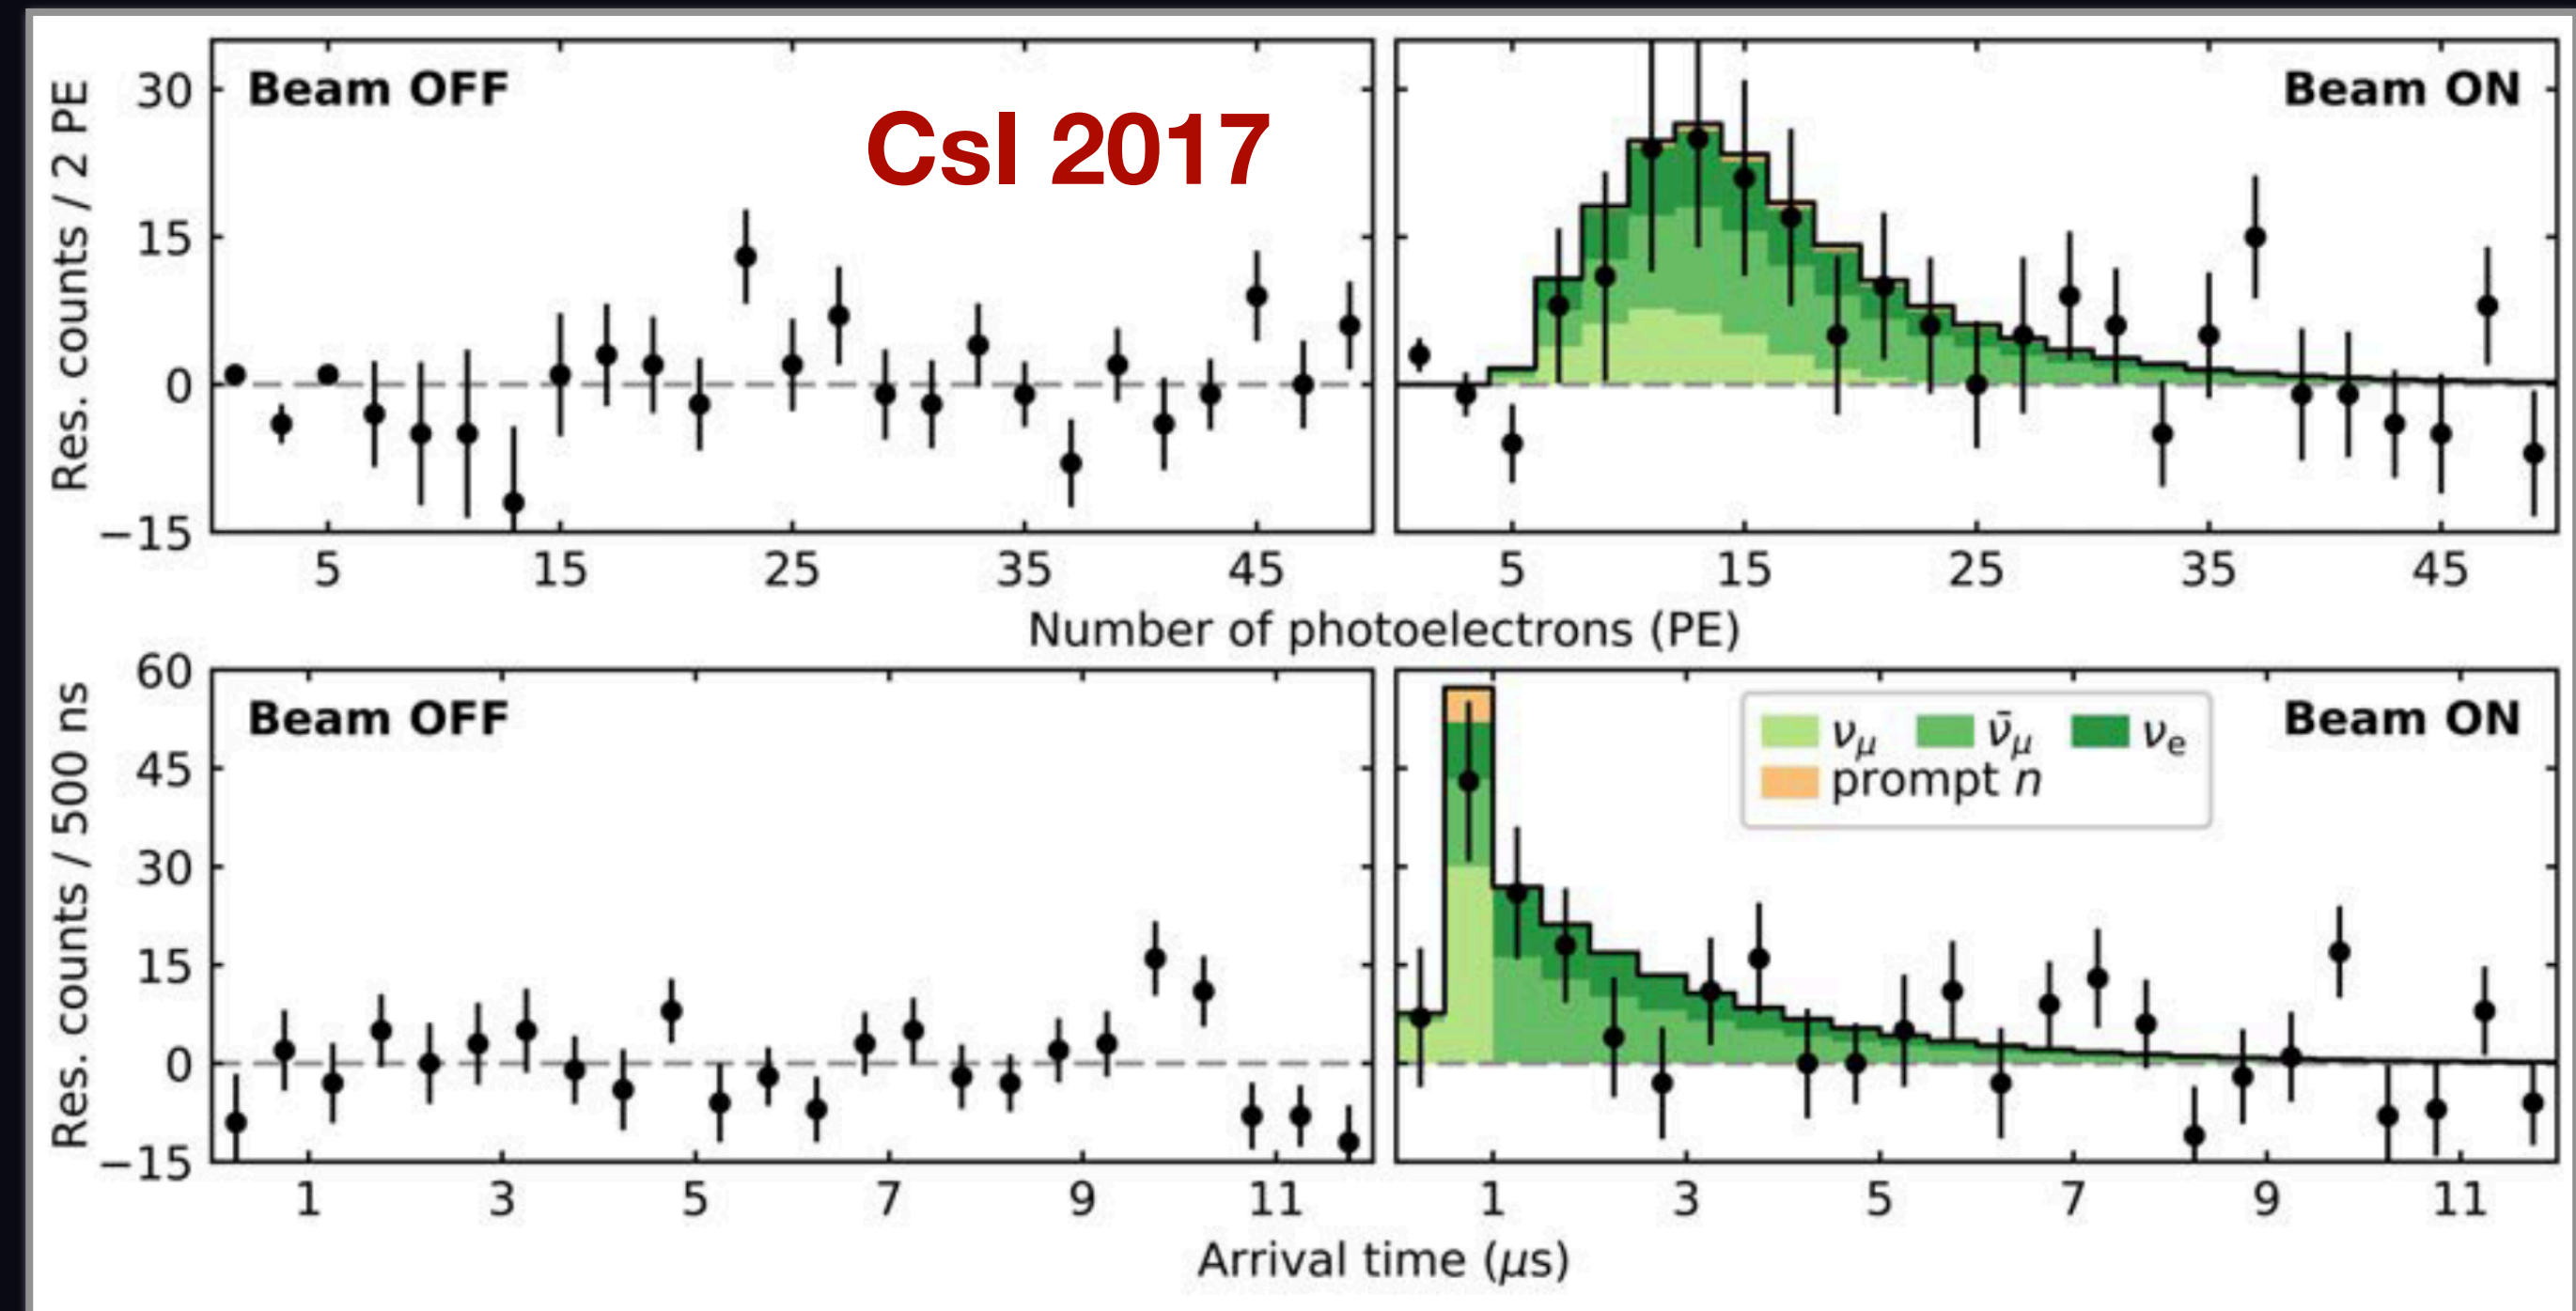 Beam OFF
CsI 2017
Beam ON
Res. counts / 2 PE
30
15
0
−15
5 15 25 35 45
5 15 25 35 45
Number of photoelectrons (PE)
Beam OFF
Beam ON
νμ ν̄μ νe
prompt n
Res. counts / 500 ns
60
45
30
15
0
−15
1 3 5 7 9 11
1 3 5 7 9 11
Arrival time (μs)